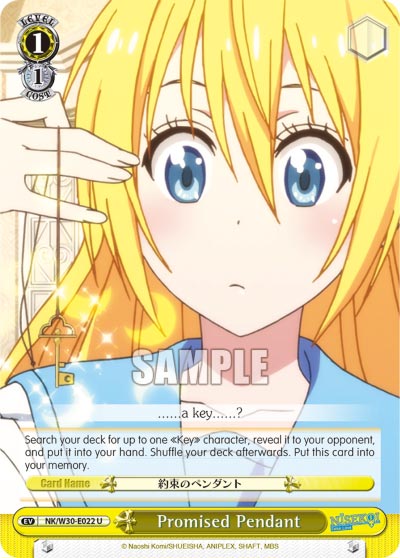 LEVEL
1
1
COST
SAMPLE
......a key......?
Search your deck for up to one «Key» character, reveal it to your opponent,
and put it into your hand. Shuffle your deck afterwards. Put this card into
your memory.
Card Name 約束のペンダント
EV NK/W30-E022 U Promised Pendant NISEKOI
© Naoshi Komi/SHUEISHA, ANIPLEX, SHAFT, MBS